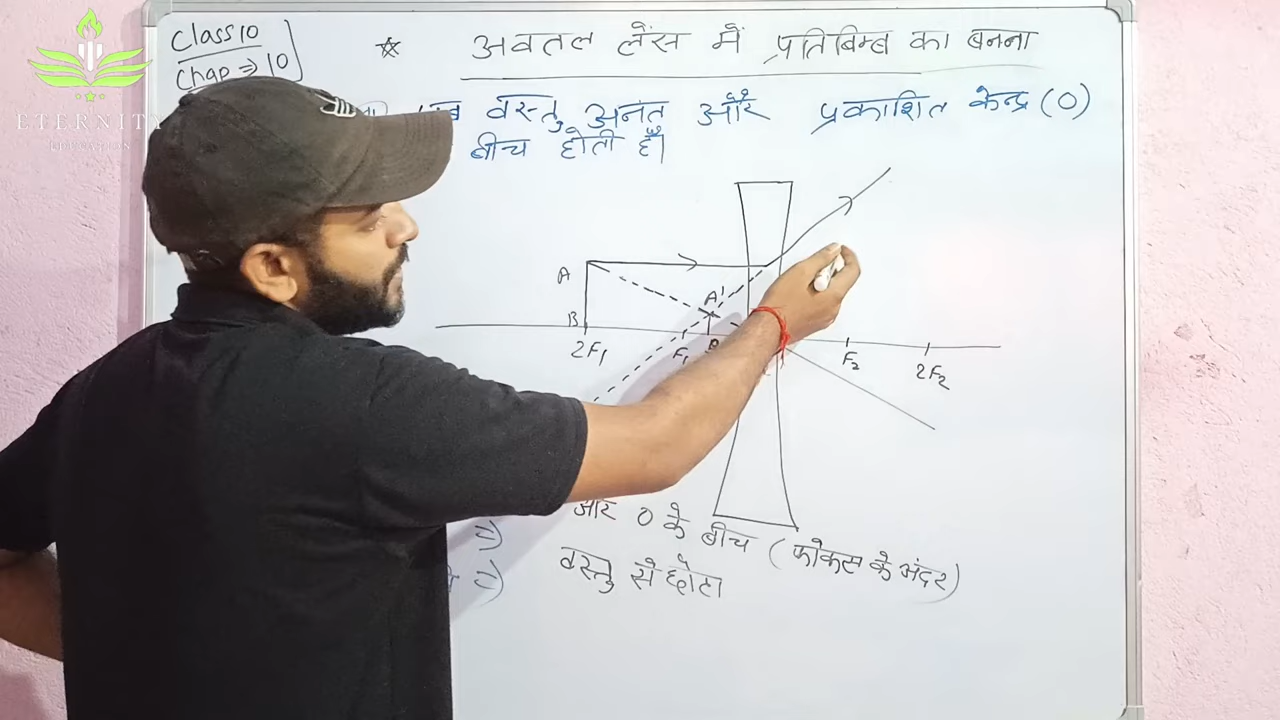 Class 10
Chap ⇒ 10
ETERNITY
☆ अवतल लेंस में प्रतिबिम्ब का बनना
वस्तु अनंत और प्रकाशित केन्द्र (O)
बीच होती है।
A
A'
B
2F₁
F₁
F₂
2F₂
और O के बीच (फोकस के अंदर)
⇒
वस्तु से छोटा
⇒